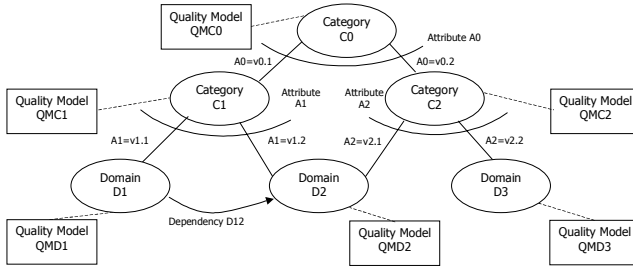 Quality Model
QMC0
Category
C0
Attribute A0
A0=v0.1
A0=v0.2
Quality Model
QMC1
Category
C1
Attribute
A1
Attribute
A2
Category
C2
Quality Model
QMC2
A1=v1.1
A1=v1.2
A2=v2.1
A2=v2.2
Domain
D1
Domain
D2
Domain
D3
Dependency D12
Quality Model
QMD1
Quality Model
QMD2
Quality Model
QMD3